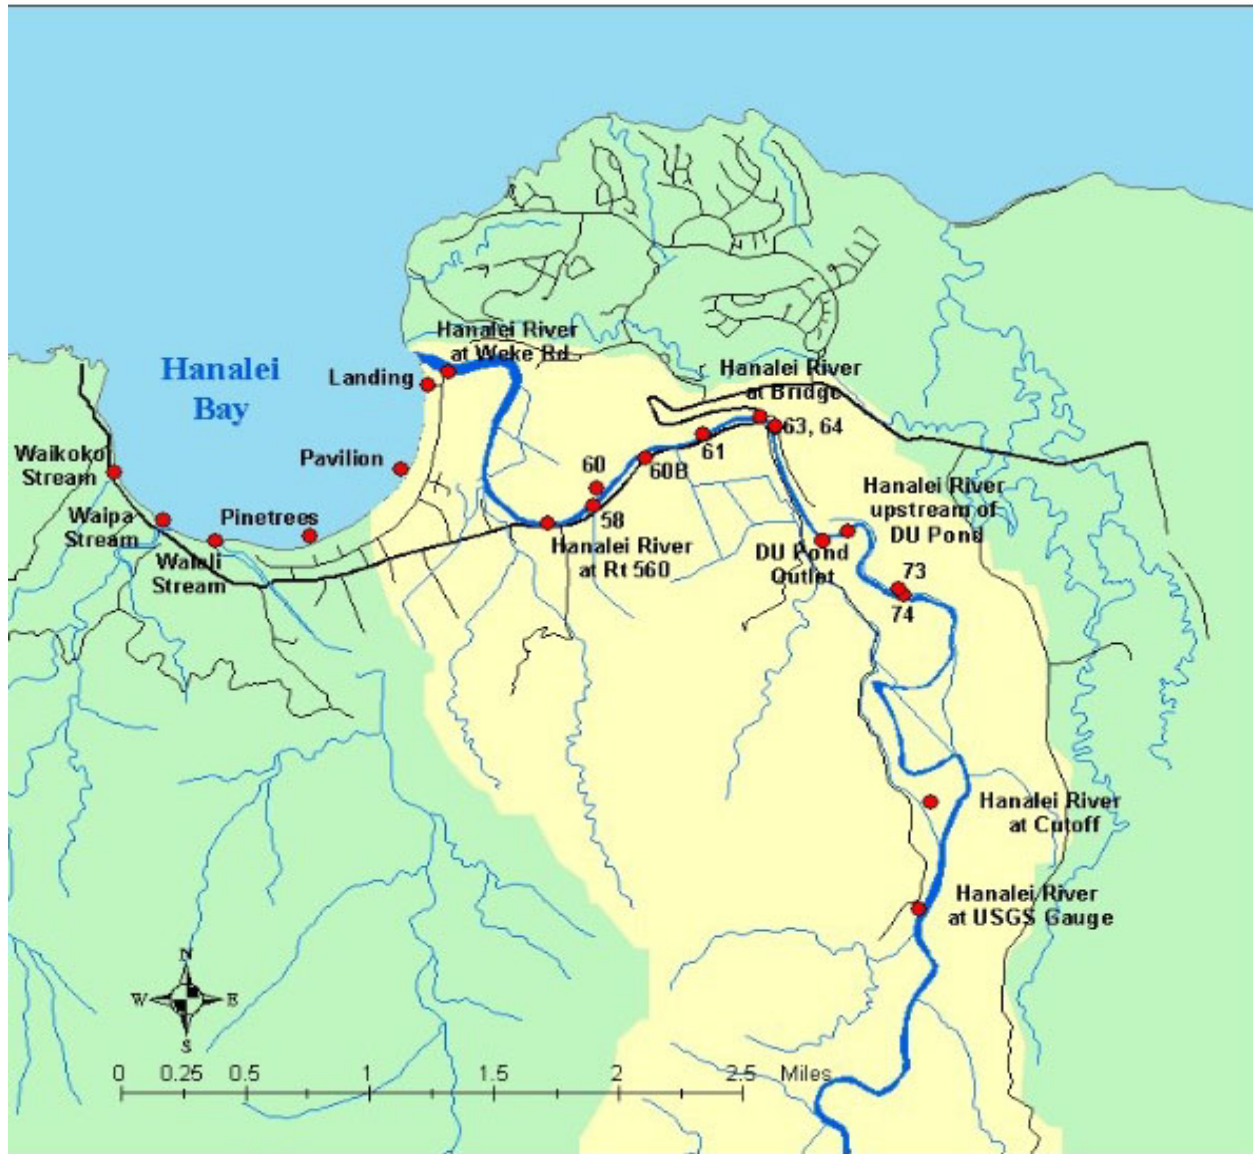 Hanalei River
at Weke Rd
Hanalei
Bay
Landing
Hanalei River
at Bridge
63, 64
61
Waikoko
Stream
Pavilion
60
60B
Hanalei River
upstream of
DU Pond
Waipa
Stream
Pinetrees
58
Waleli
Stream
Hanalei River
at Rt 560
DU Pond
Outlet
73
74
Hanalei River
at Cutoff
Hanalei River
at USGS Gauge
N
W
E
S
0 0.25 0.5 1 1.5 2 2.5 Miles